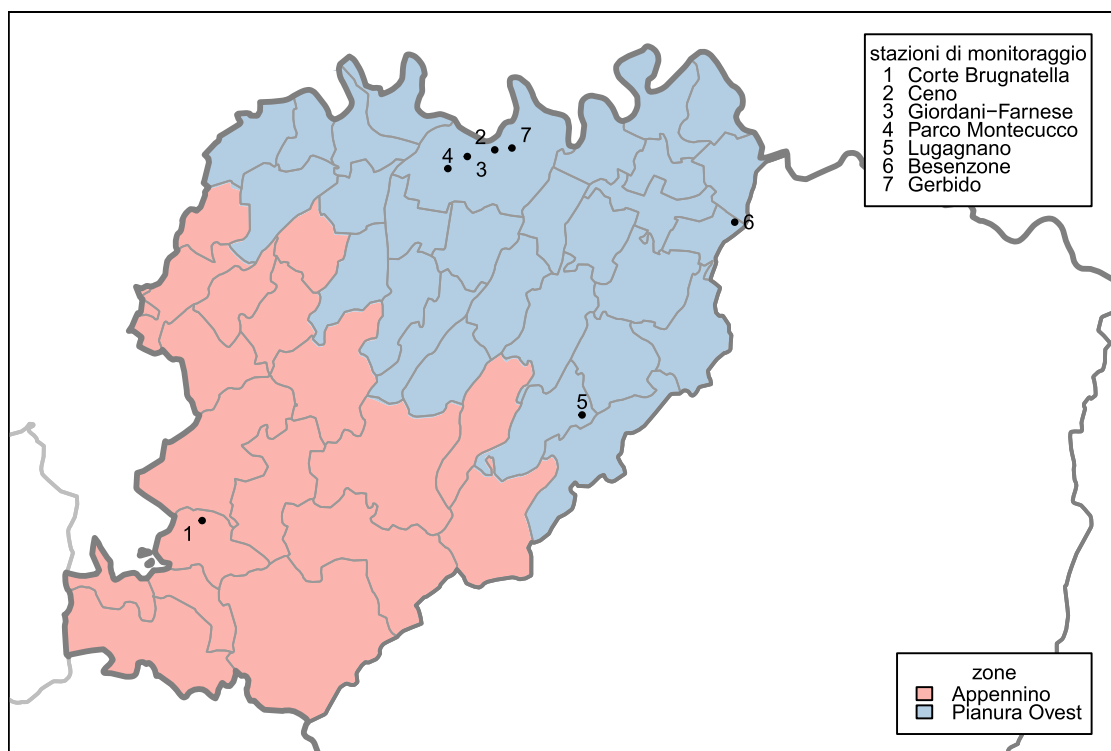 stazioni di monitoraggio
1 Corte Brugnatella
2 Ceno
3 Giordani−Farnese
4 Parco Montecucco
5 Lugagnano
6 Besenzone
7 Gerbido
2
7
4
3
6
5
1
zone
Appennino
Pianura Ovest